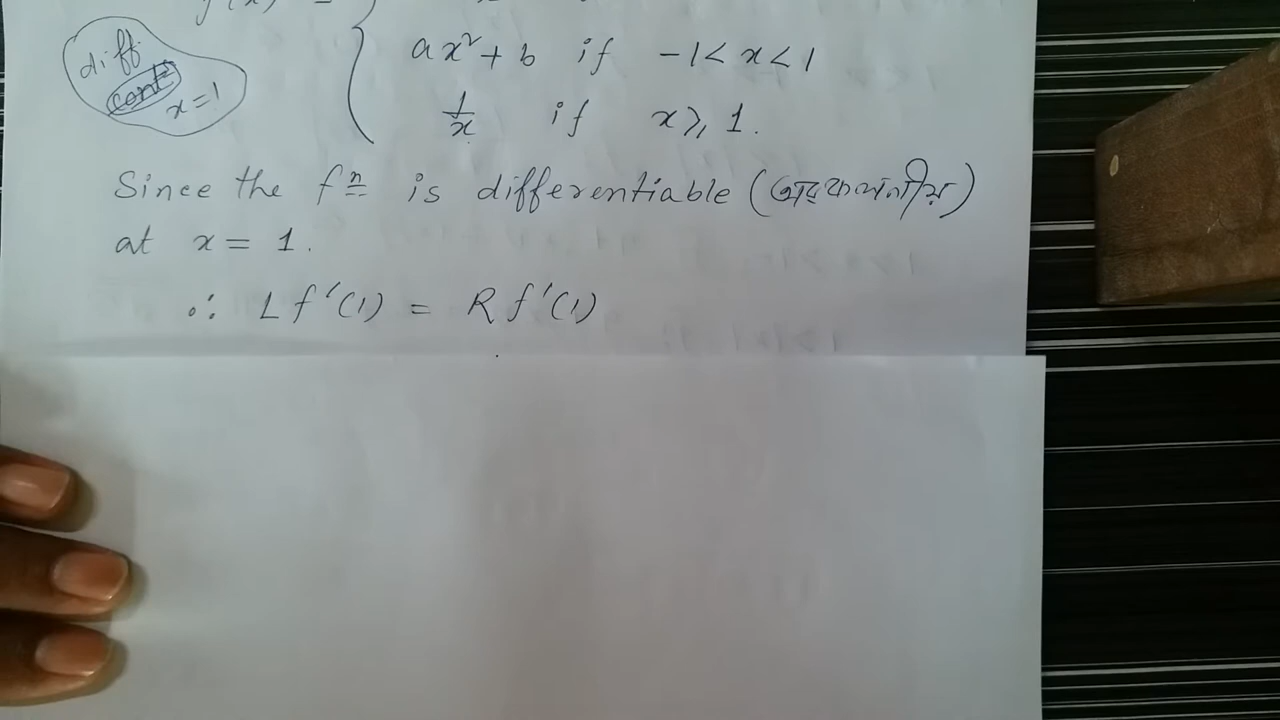 diff.
cont
x=1
ax²+b if -1<x<1
1/x if x≥1.
Since the fn is differentiable (অবকলনীয়)
at x = 1.
∴ Lf'(1) = Rf'(1)